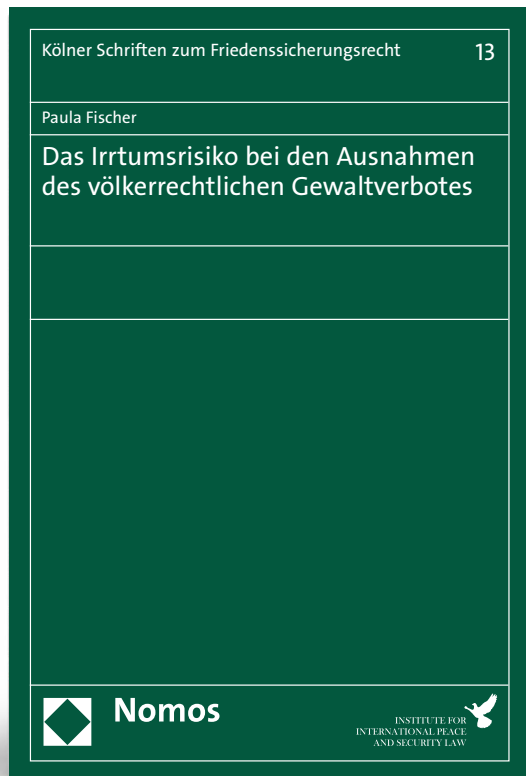 Kölner Schriften zum Friedenssicherungsrecht 13
Paula Fischer
Das Irrtumsrisiko bei den Ausnahmen
des völkerrechtlichen Gewaltverbotes
Nomos
INSTITUTE FOR
INTERNATIONAL PEACE
AND SECURITY LAW